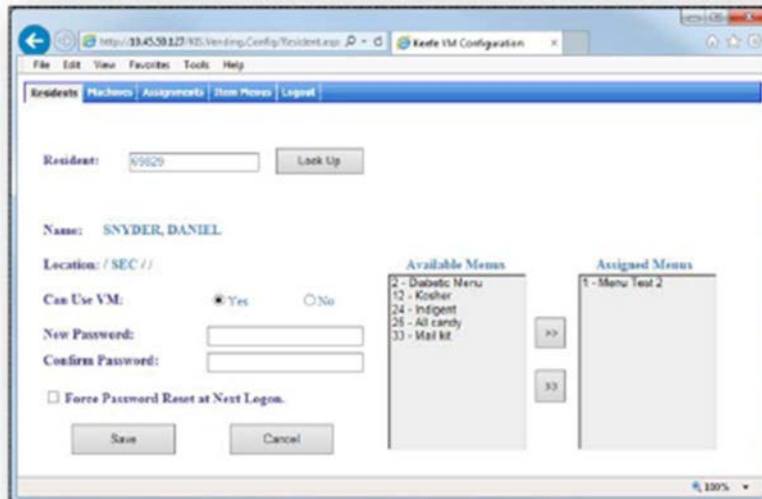 Keefe VM Configuration
File Edit View Favorites Tools Help
Residents Machines Assignments Item Menus Logout
Resident: 69829 Look Up
Name: SNYDER, DANIEL
Location: / SEC / /
Available Menus Assigned Menus
2 - Diabetic Menu
12 - Kosher
24 - Indigent
26 - All candy
33 - Mail kit
1 - Menu Test 2
Can Use VM: Yes No
New Password: >>
Confirm Password:
>>
Force Password Reset at Next Logon.
Save Cancel
100%